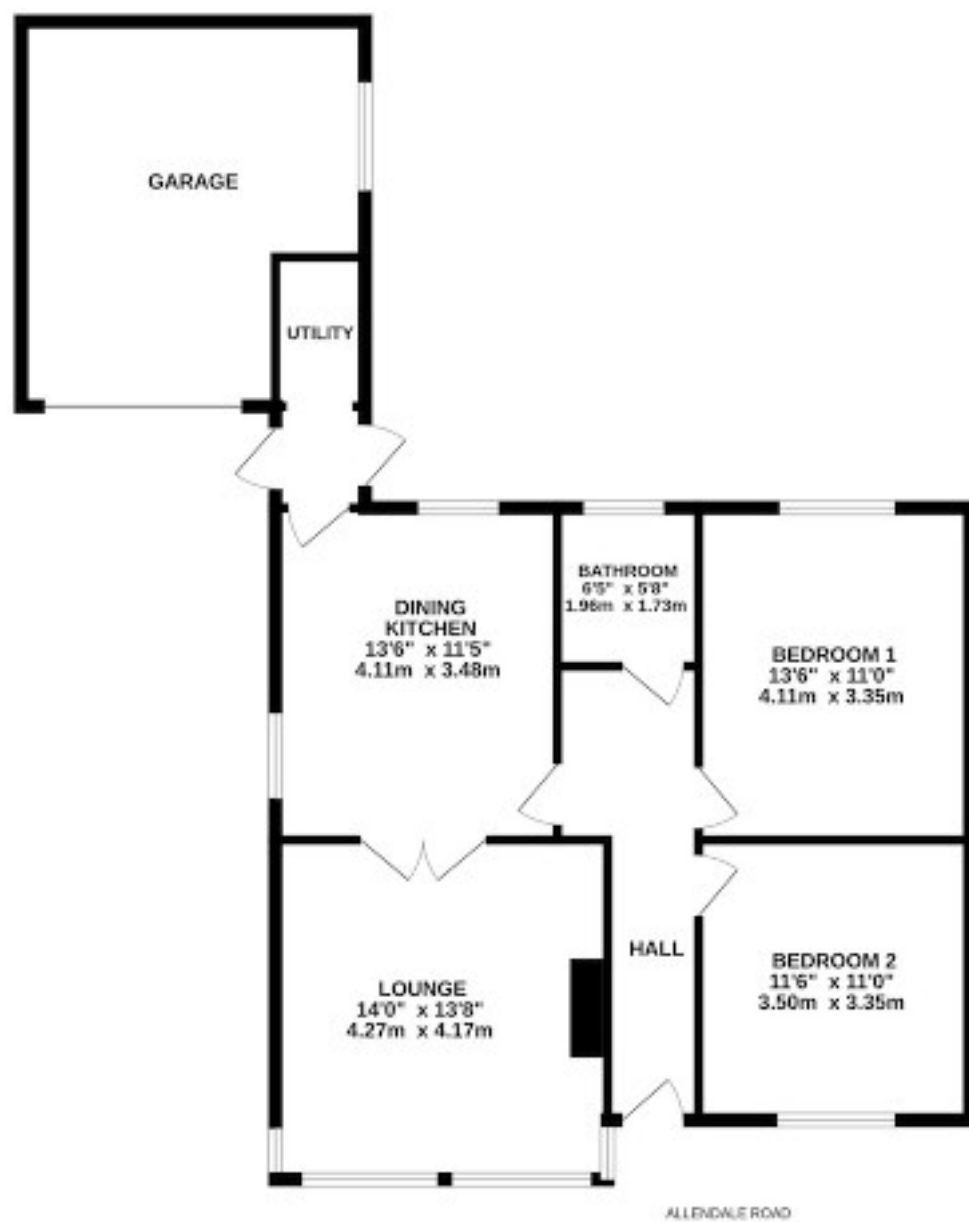 GARAGE
UTILITY
BATHROOM
6'5" x 5'8"
1.96m x 1.73m
DINING
KITCHEN
13'6" x 11'5"
4.11m x 3.48m
BEDROOM 1
13'6" x 11'0"
4.11m x 3.35m
HALL
BEDROOM 2
11'6" x 11'0"
3.50m x 3.35m
LOUNGE
14'0" x 13'8"
4.27m x 4.17m
ALLENDALE ROAD